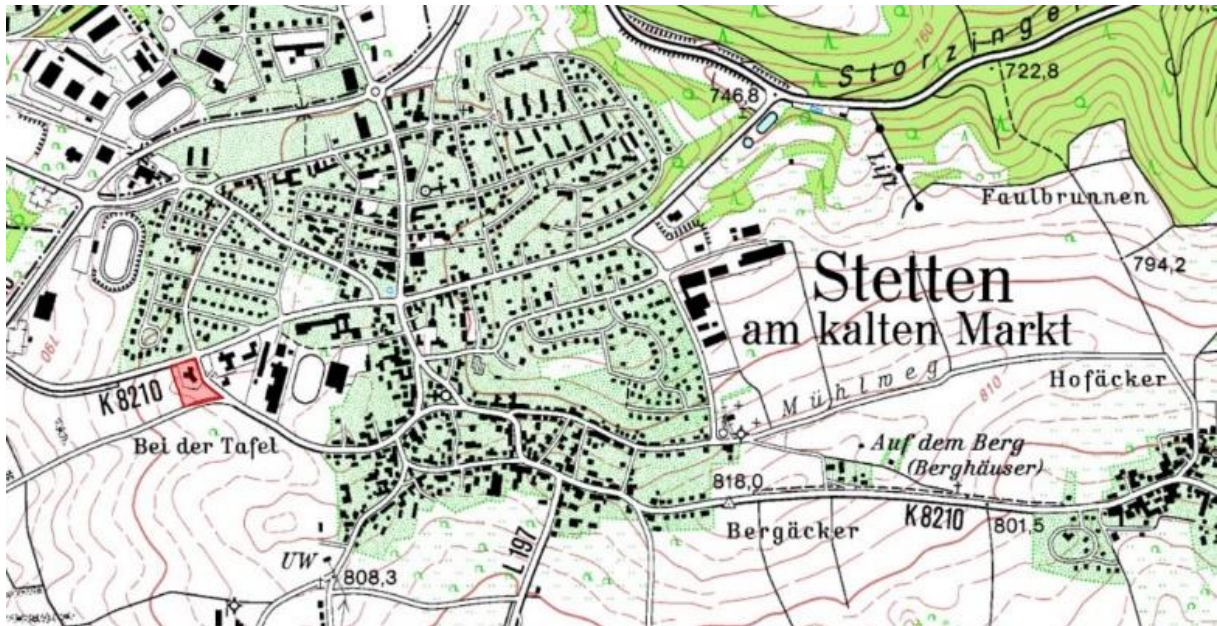 760
Storzinger
746,8
722,8
Lift
Faulbrunnen
794,2
Stetten
am kalten Markt
790
K 8210
Mühlweg
810
Hofäcker
Bei der Tafel
Auf dem Berg
(Berghäuser)
818,0
K 8210
801,5
Bergäcker
L 197
UW
808,3